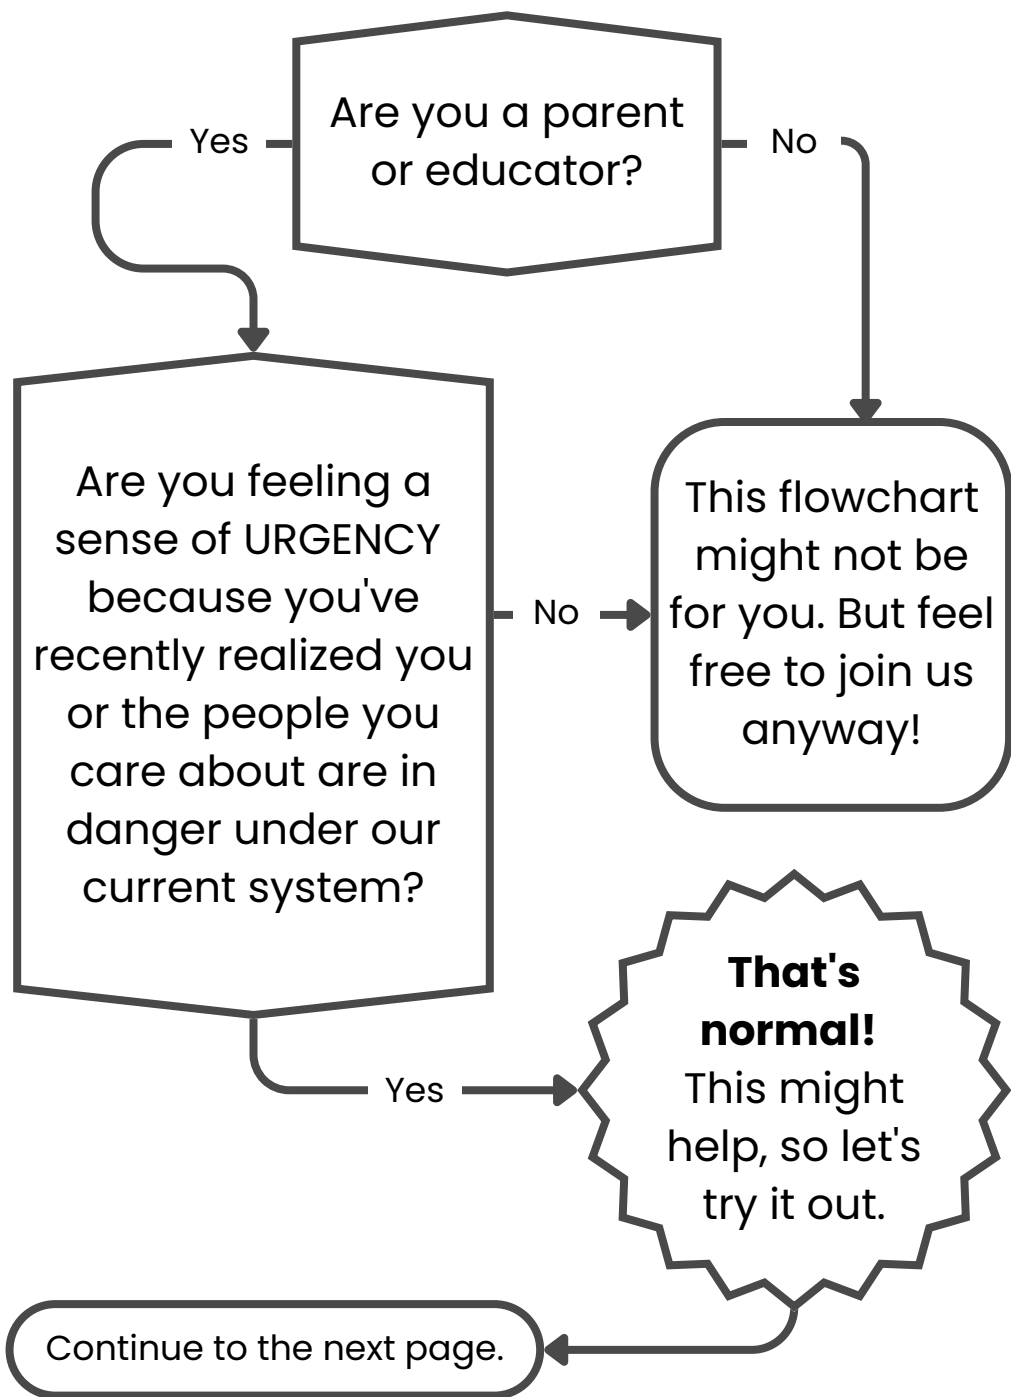 Are you a parent
or educator?
Yes
No
Are you feeling a
sense of URGENCY
because you've
recently realized you
or the people you
care about are in
danger under our
current system?
No
This flowchart
might not be
for you. But feel
free to join us
anyway!
Yes
That's
normal!
This might
help, so let's
try it out.
Continue to the next page.